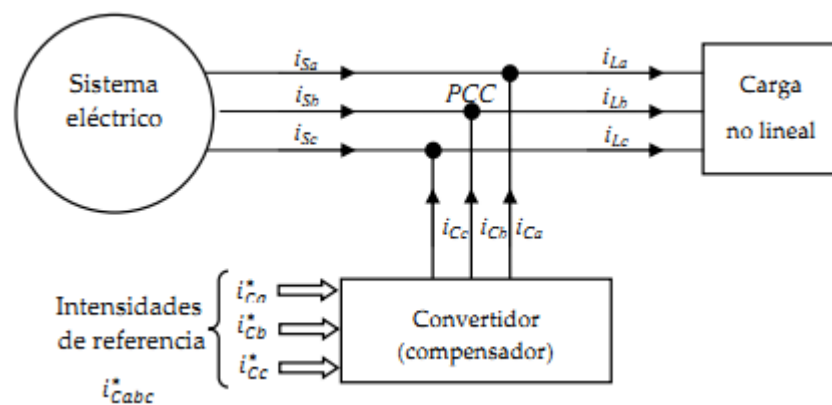 Sistema
eléctrico
i_Sa
i_Sb
i_Sc
PCC
i_La
i_Lb
i_Lc
Carga
no lineal
i_Cc
i_Cb
i_Ca
Intensidades
de referencia
i*_Cabc
i*_Ca
i*_Cb
i*_Cc
Convertidor
(compensador)